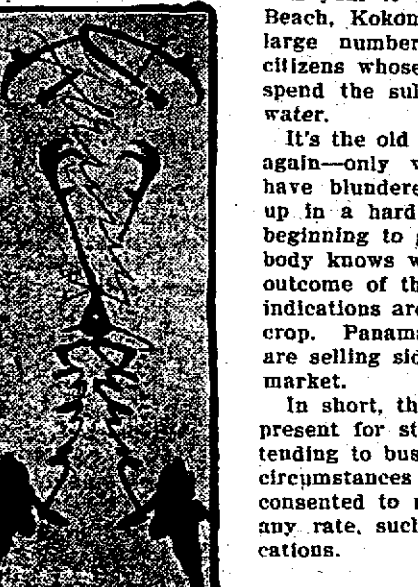 Beach, Kokon
large number
citizens whose
spend the sul
water.
It's the old
again—only v
have blundere
up in a hard
beginning to g
body knows w
outcome of th
indications are
crop. Panama
are selling sid
market.
In short, th
present for st
tending to bus
circumstances
consented to r
any rate, such
cations.